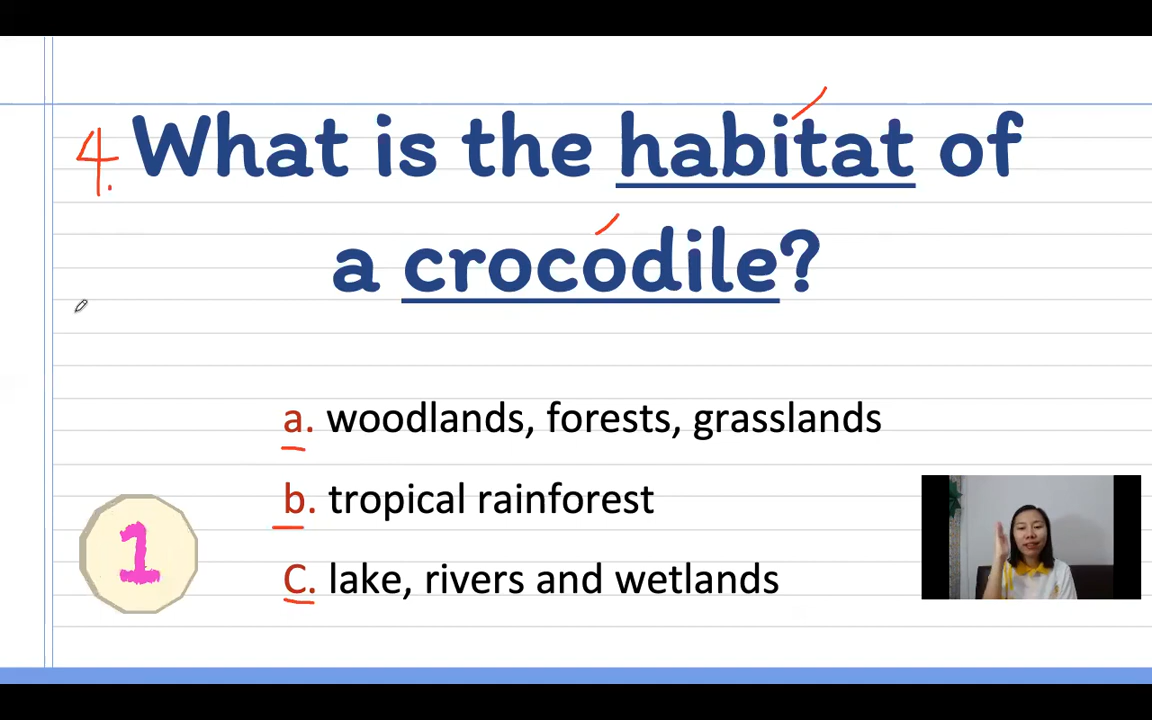 4. What is the habitat of
a crocodile?
a. woodlands, forests, grasslands
b. tropical rainforest
C. lake, rivers and wetlands
1